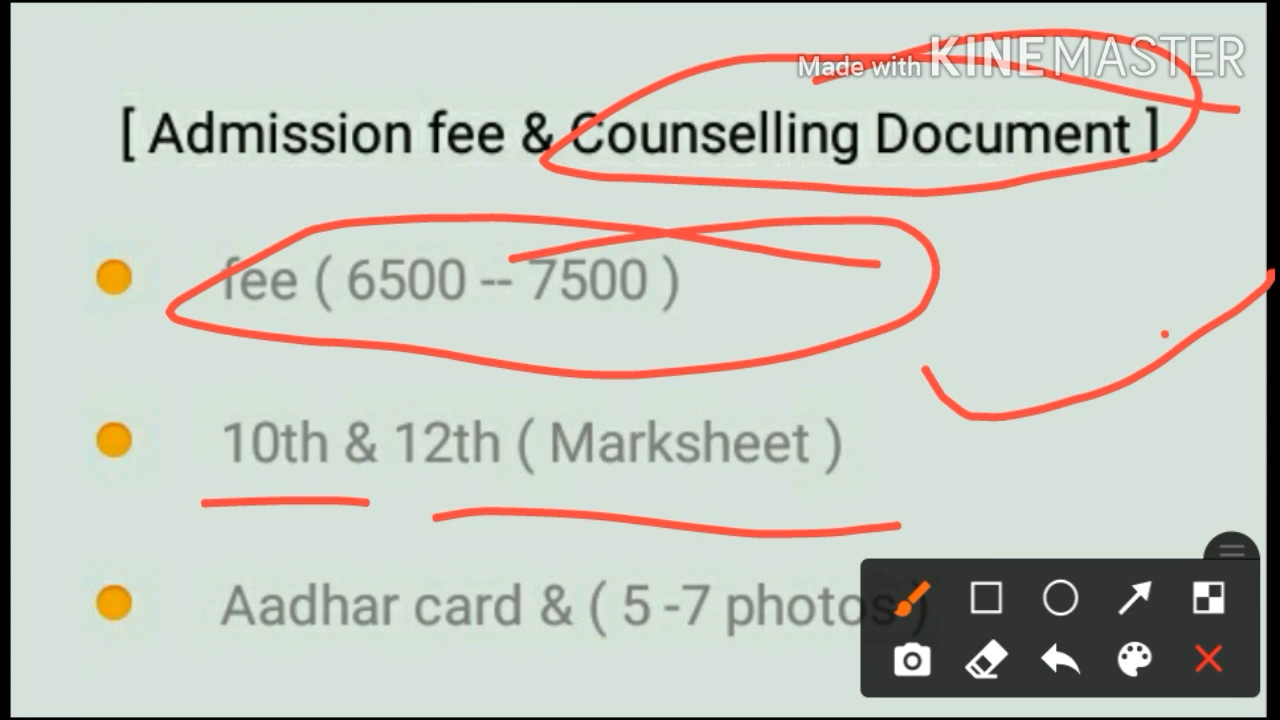 Made with KINEMASTER
[ Admission fee & Counselling Document ]
fee ( 6500 -- 7500 )
10th & 12th ( Marksheet )
Aadhar card & ( 5 -7 photos )